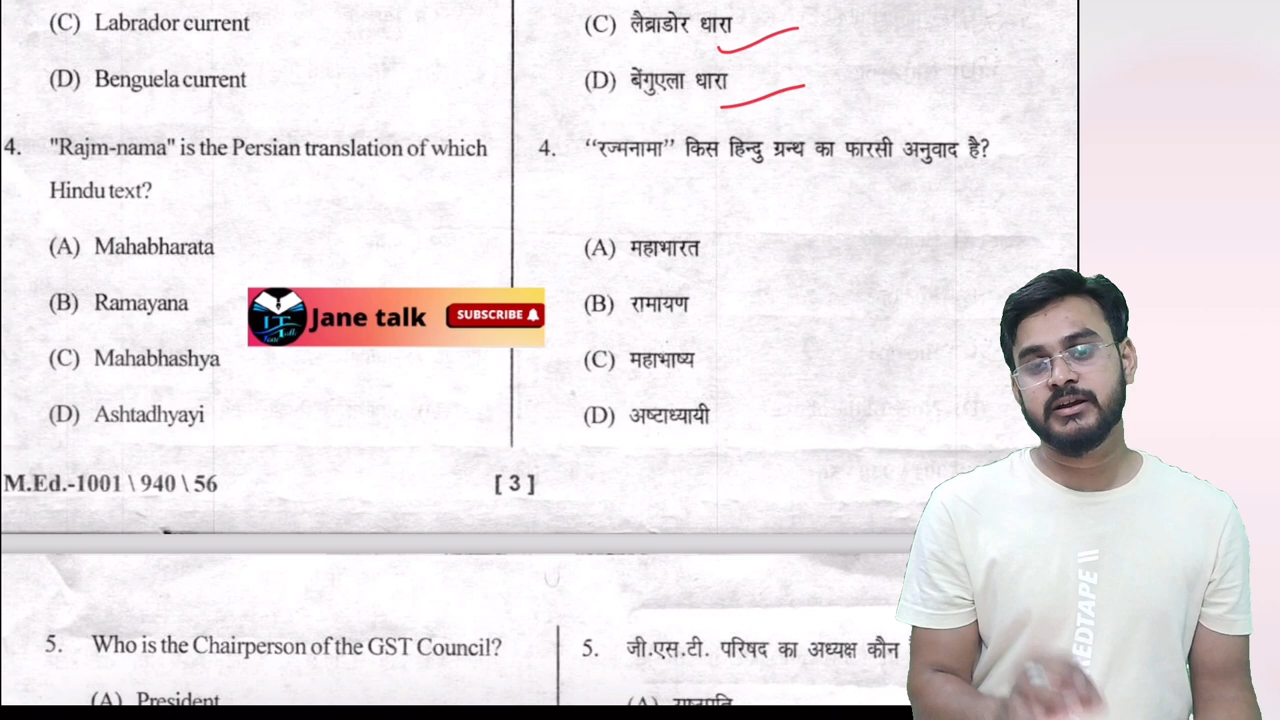 (C) Labrador current
(D) Benguela current
4. "Rajm-nama" is the Persian translation of which
Hindu text?
(A) Mahabharata
(B) Ramayana
(C) Mahabhashya
(D) Ashtadhyayi
M.Ed.-1001 \ 940 \ 56
[ 3 ]
(C) लैब्राडोर धारा
(D) बेंगुएला धारा
4. “रज्मनामा” किस हिन्दु ग्रन्थ का फारसी अनुवाद है?
(A) महाभारत
(B) रामायण
(C) महाभाष्य
(D) अष्टाध्यायी
Jane talk
SUBSCRIBE
5. Who is the Chairperson of the GST Council?
(A) President
5. जी.एस.टी. परिषद का अध्यक्ष कौन
REDTAPE